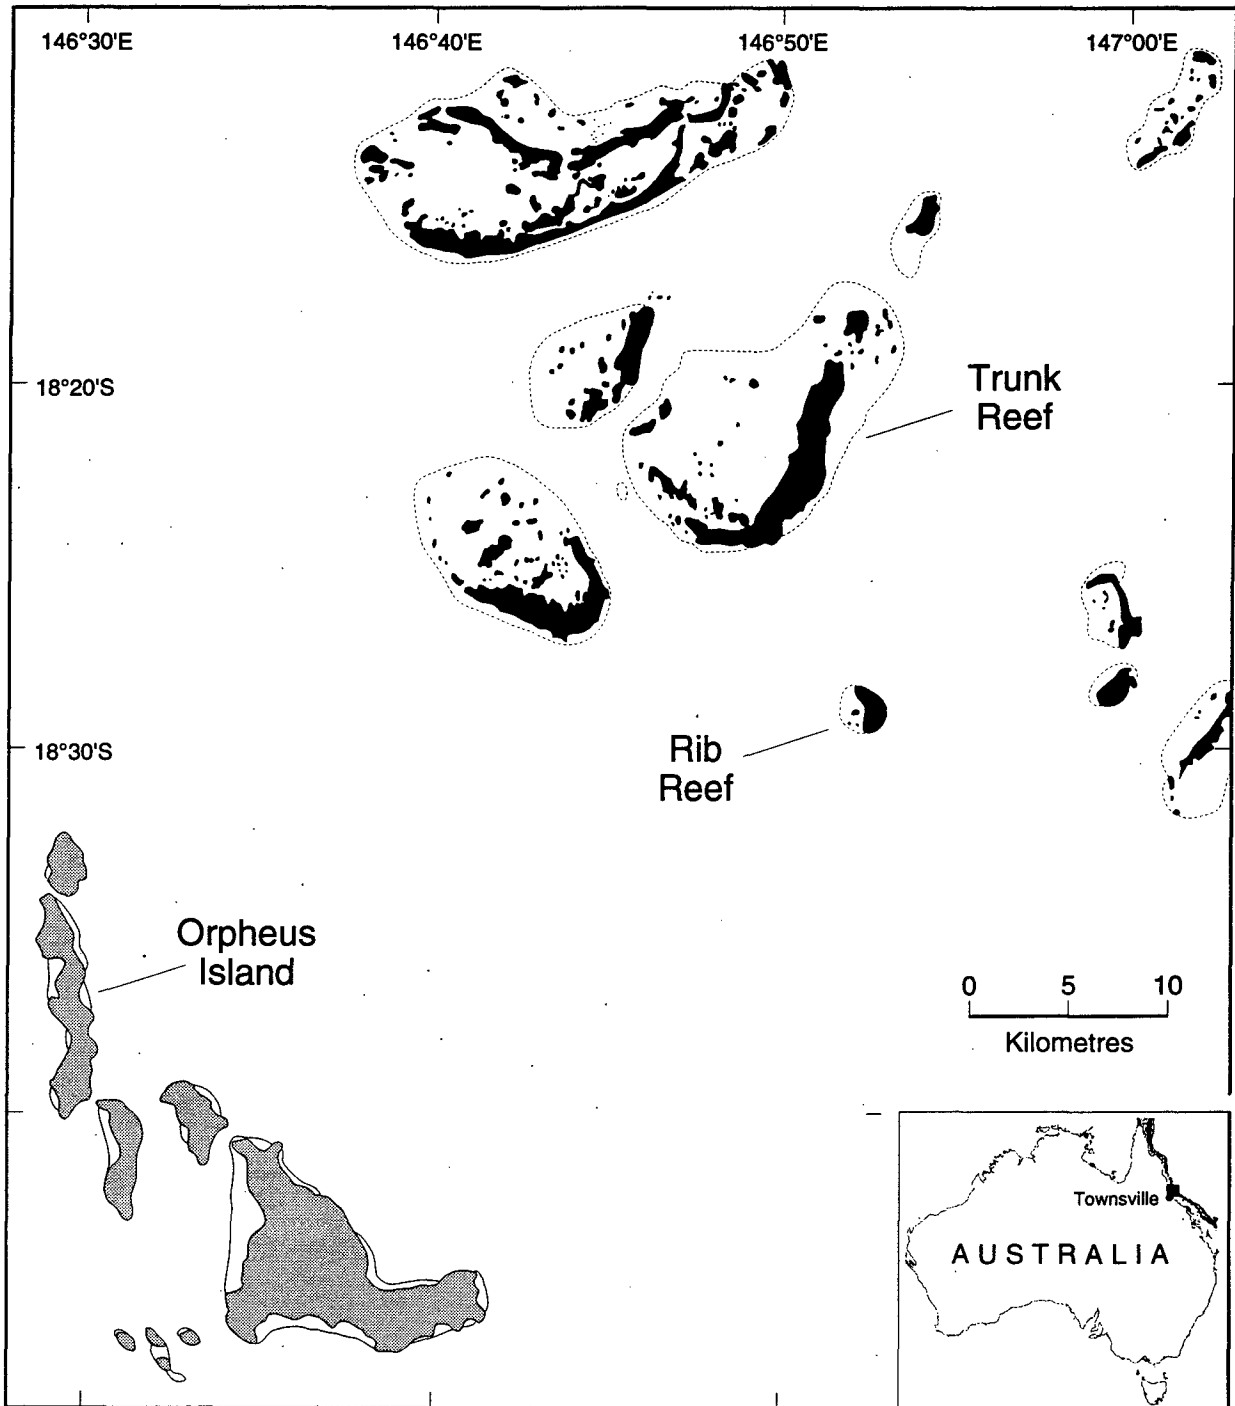 146°30'E 146°40'E 146°50'E 147°00'E
18°20'S
Trunk
Reef
18°30'S
Rib
Reef
Orpheus
Island
0 5 10
Kilometres
Townsville
AUSTRALIA